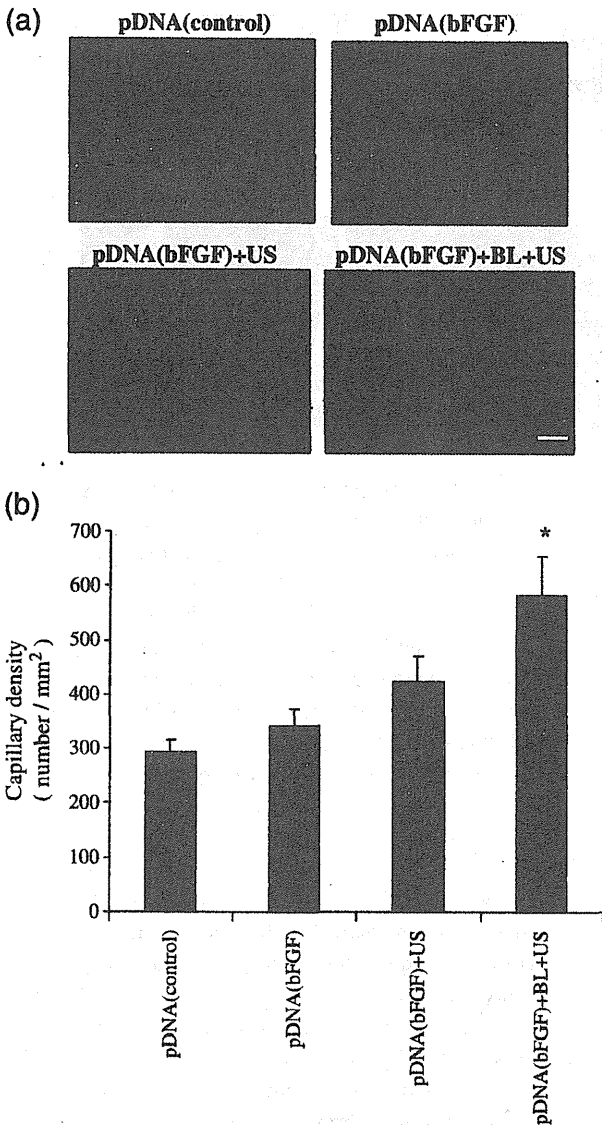 (a)
pDNA(control)
pDNA(bFGF)
pDNA(bFGF)+US
pDNA(bFGF)+BL+US
(b)
Capillary density
( number / mm²)
700
600
500
400
300
200
100
0
*
pDNA(control)
pDNA(bFGF)
pDNA(bFGF)+US
pDNA(bFGF)+BL+US